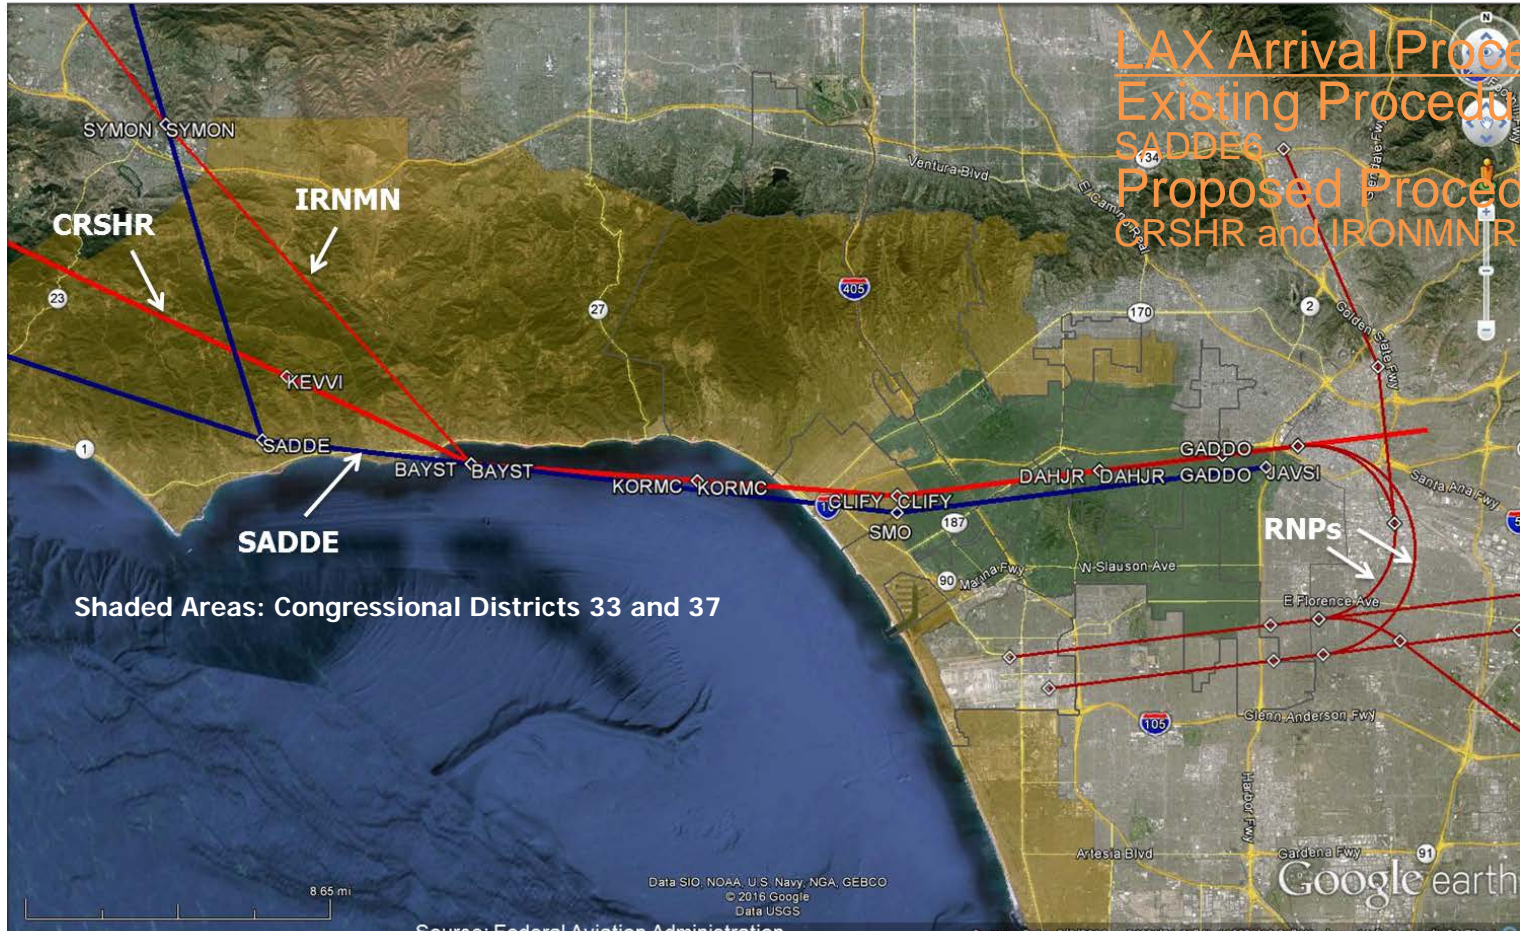 LAX Arrival Proce
Existing Procedu
SADDE6
Proposed Proced
CRSHR and IRONMN R
N
SYMON SYMON
IRNMN
CRSHR
134
Ventura Blvd
El Camino Real
Glendale Fwy
23
27
405
170
2
Golden State Fwy
KEVVI
1
SADDE
BAYST BAYST
KORMC KORMC
CLIFY CLIFY
DAHJR DAHJR
GADDO
GADDO JAVSI
Santa Ana Fwy
SMO
187
SADDE
RNPs
90
Marina Fwy
W Slauson Ave
E Florence Ave
Shaded Areas: Congressional Districts 33 and 37
105
Glenn Anderson Fwy
Harbor Fwy
Artesia Blvd
Gardena Fwy
91
8.65 mi
Data SIO, NOAA, U.S. Navy, NGA, GEBCO
© 2016 Google
Data USGS
Google earth
Source: Federal Aviation Administration